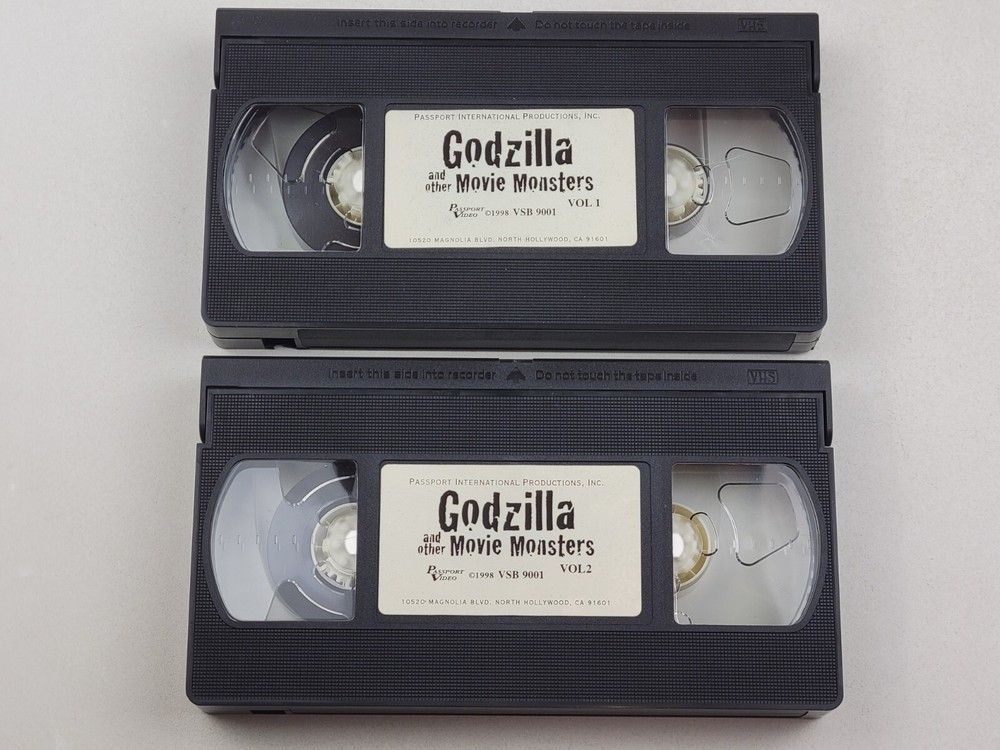 Insert this side into recorder Do not touch the tape inside VHS
PASSPORT INTERNATIONAL PRODUCTIONS, INC.
Godzilla
and
other Movie Monsters
VOL 1
PASSPORT
VIDEO ©1998 VSB 9001
10520 MAGNOLIA BLVD. NORTH HOLLYWOOD, CA 91601
Insert this side into recorder Do not touch the tape inside VHS
PASSPORT INTERNATIONAL PRODUCTIONS, INC.
Godzilla
and
other Movie Monsters
VOL2
PASSPORT
VIDEO ©1998 VSB 9001
10520 MAGNOLIA BLVD. NORTH HOLLYWOOD, CA 91601